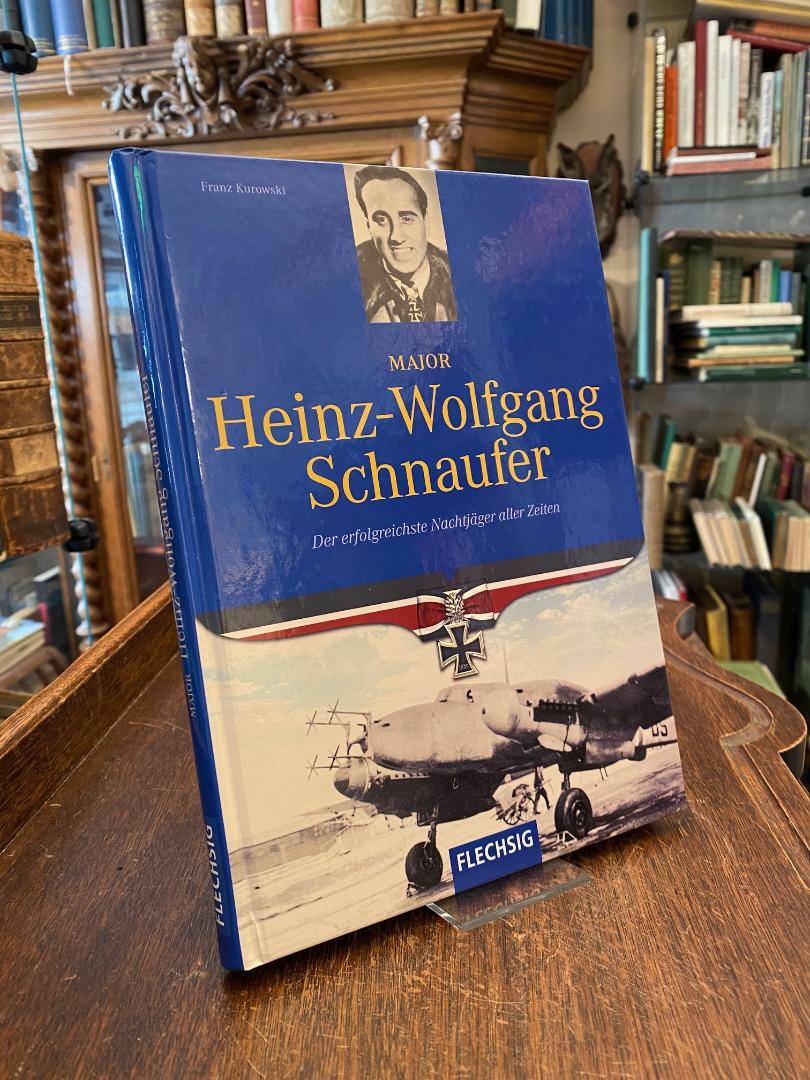 Franz Kurowski
MAJOR
Heinz-Wolfgang
Schnaufer
Der erfolgreichste Nachtjäger aller Zeiten
FLECHSIG
MAJOR Heinz-Wolfgang Schnaufer
FLECHSIG